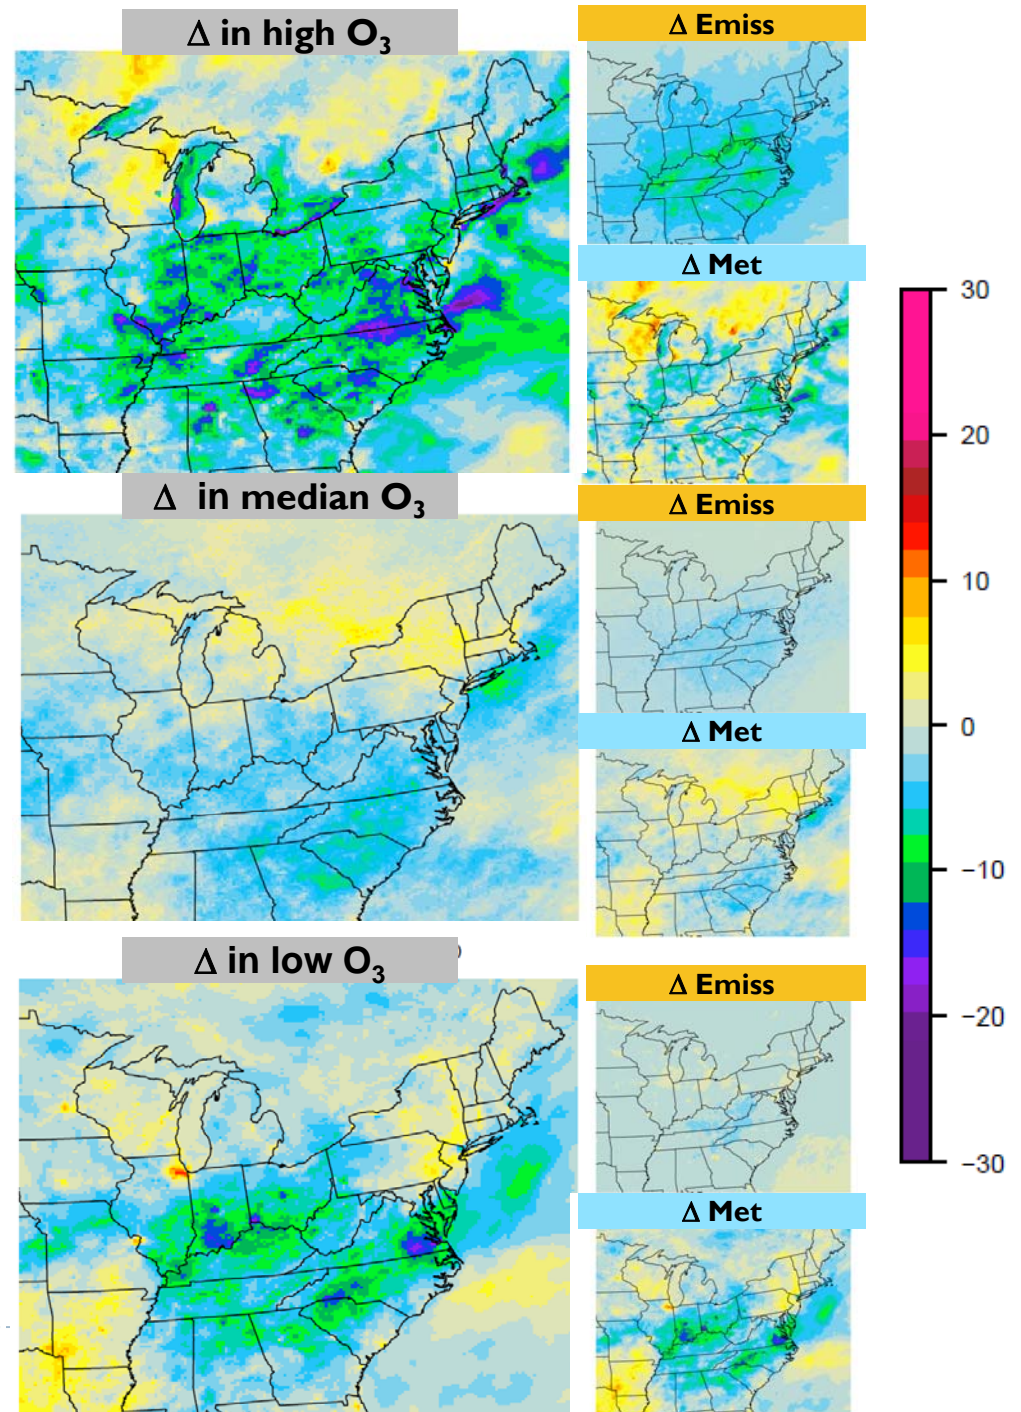 Δ in high O3
Δ Emiss
Δ Met
Δ in median O3
Δ Emiss
Δ Met
Δ in low O3
)
Δ Emiss
Δ Met
30
20
10
0
−10
−20
−30